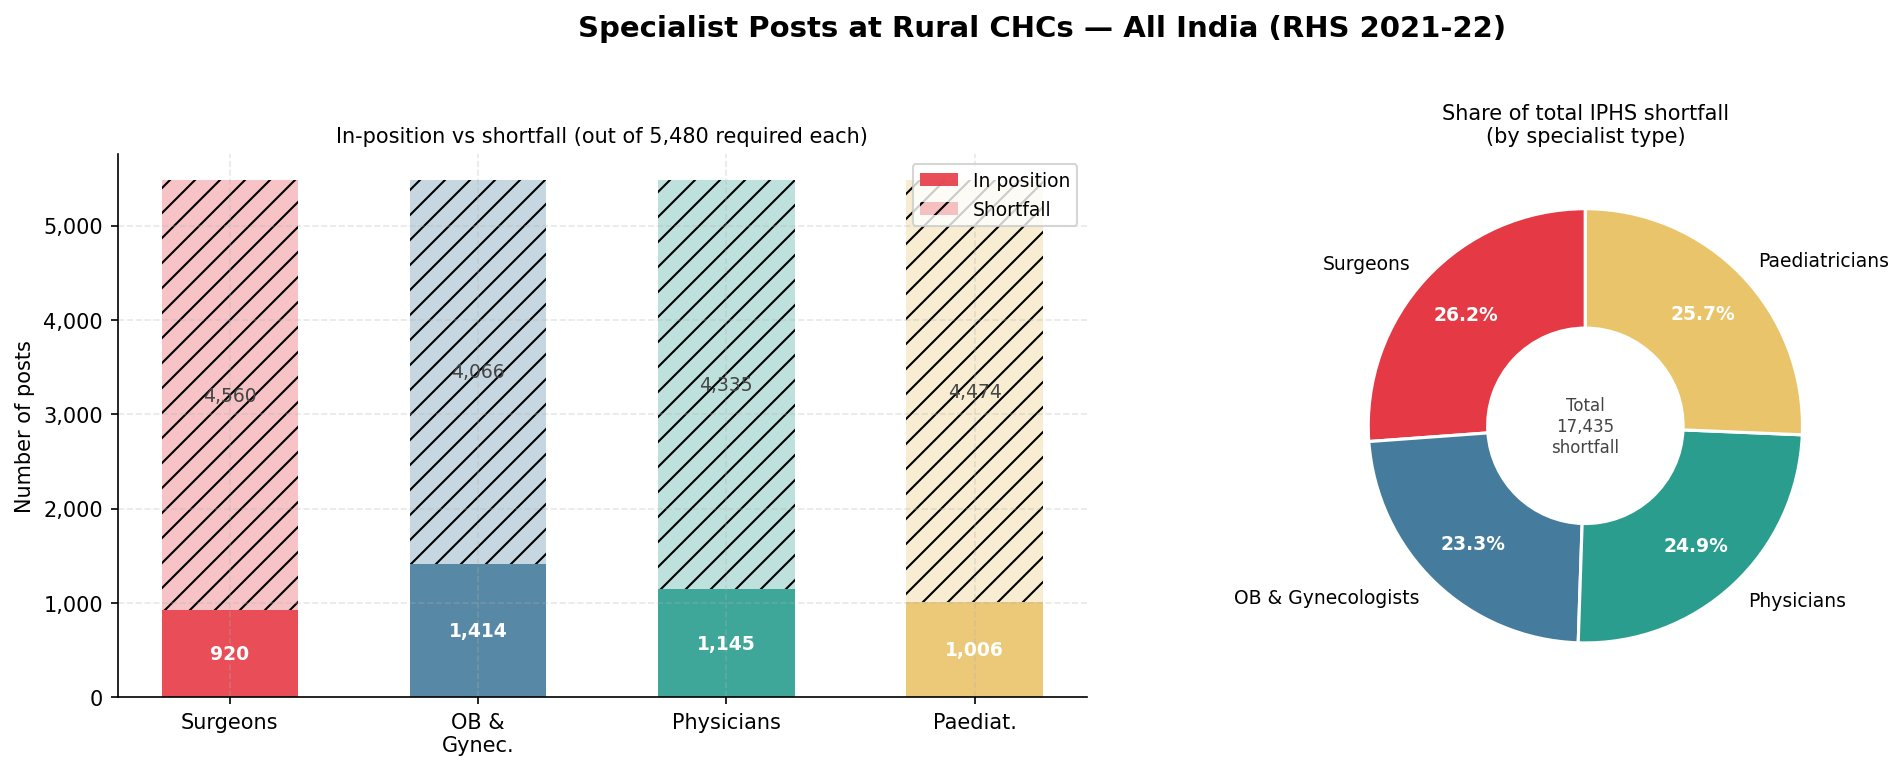 Specialist Posts at Rural CHCs — All India (RHS 2021-22)
In-position vs shortfall (out of 5,480 required each)
In position
Shortfall
Number of posts
5,000
4,000
3,000
2,000
1,000
0
4,560
4,066
4,335
4,474
920
1,414
1,145
1,006
Surgeons
OB &
Gynec.
Physicians
Paediat.
Share of total IPHS shortfall
(by specialist type)
Surgeons
Paediatricians
26.2%
25.7%
Total
17,435
shortfall
23.3%
24.9%
OB & Gynecologists
Physicians